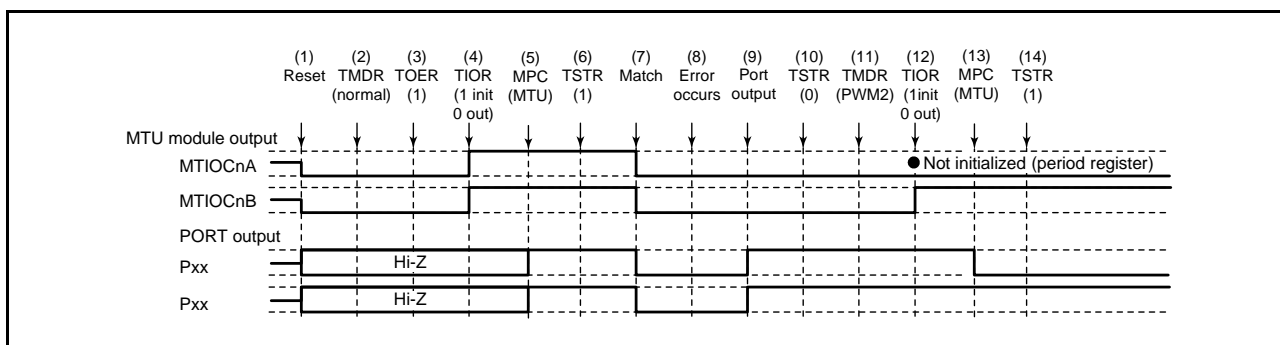 (1) (2) (3) (4) (5) (6) (7) (8) (9) (10) (11) (12) (13) (14)
Reset TMDR TOER TIOR MPC TSTR Match Error Port TSTR TMDR TIOR MPC TSTR
(normal) (1) (1 init (MTU) (1) occurs output (0) (PWM2) (1init (MTU) (1)
0 out) 0 out)
MTU module output
MTIOCnA ● Not initialized (period register)
MTIOCnB
PORT output
Pxx Hi-Z
Pxx Hi-Z